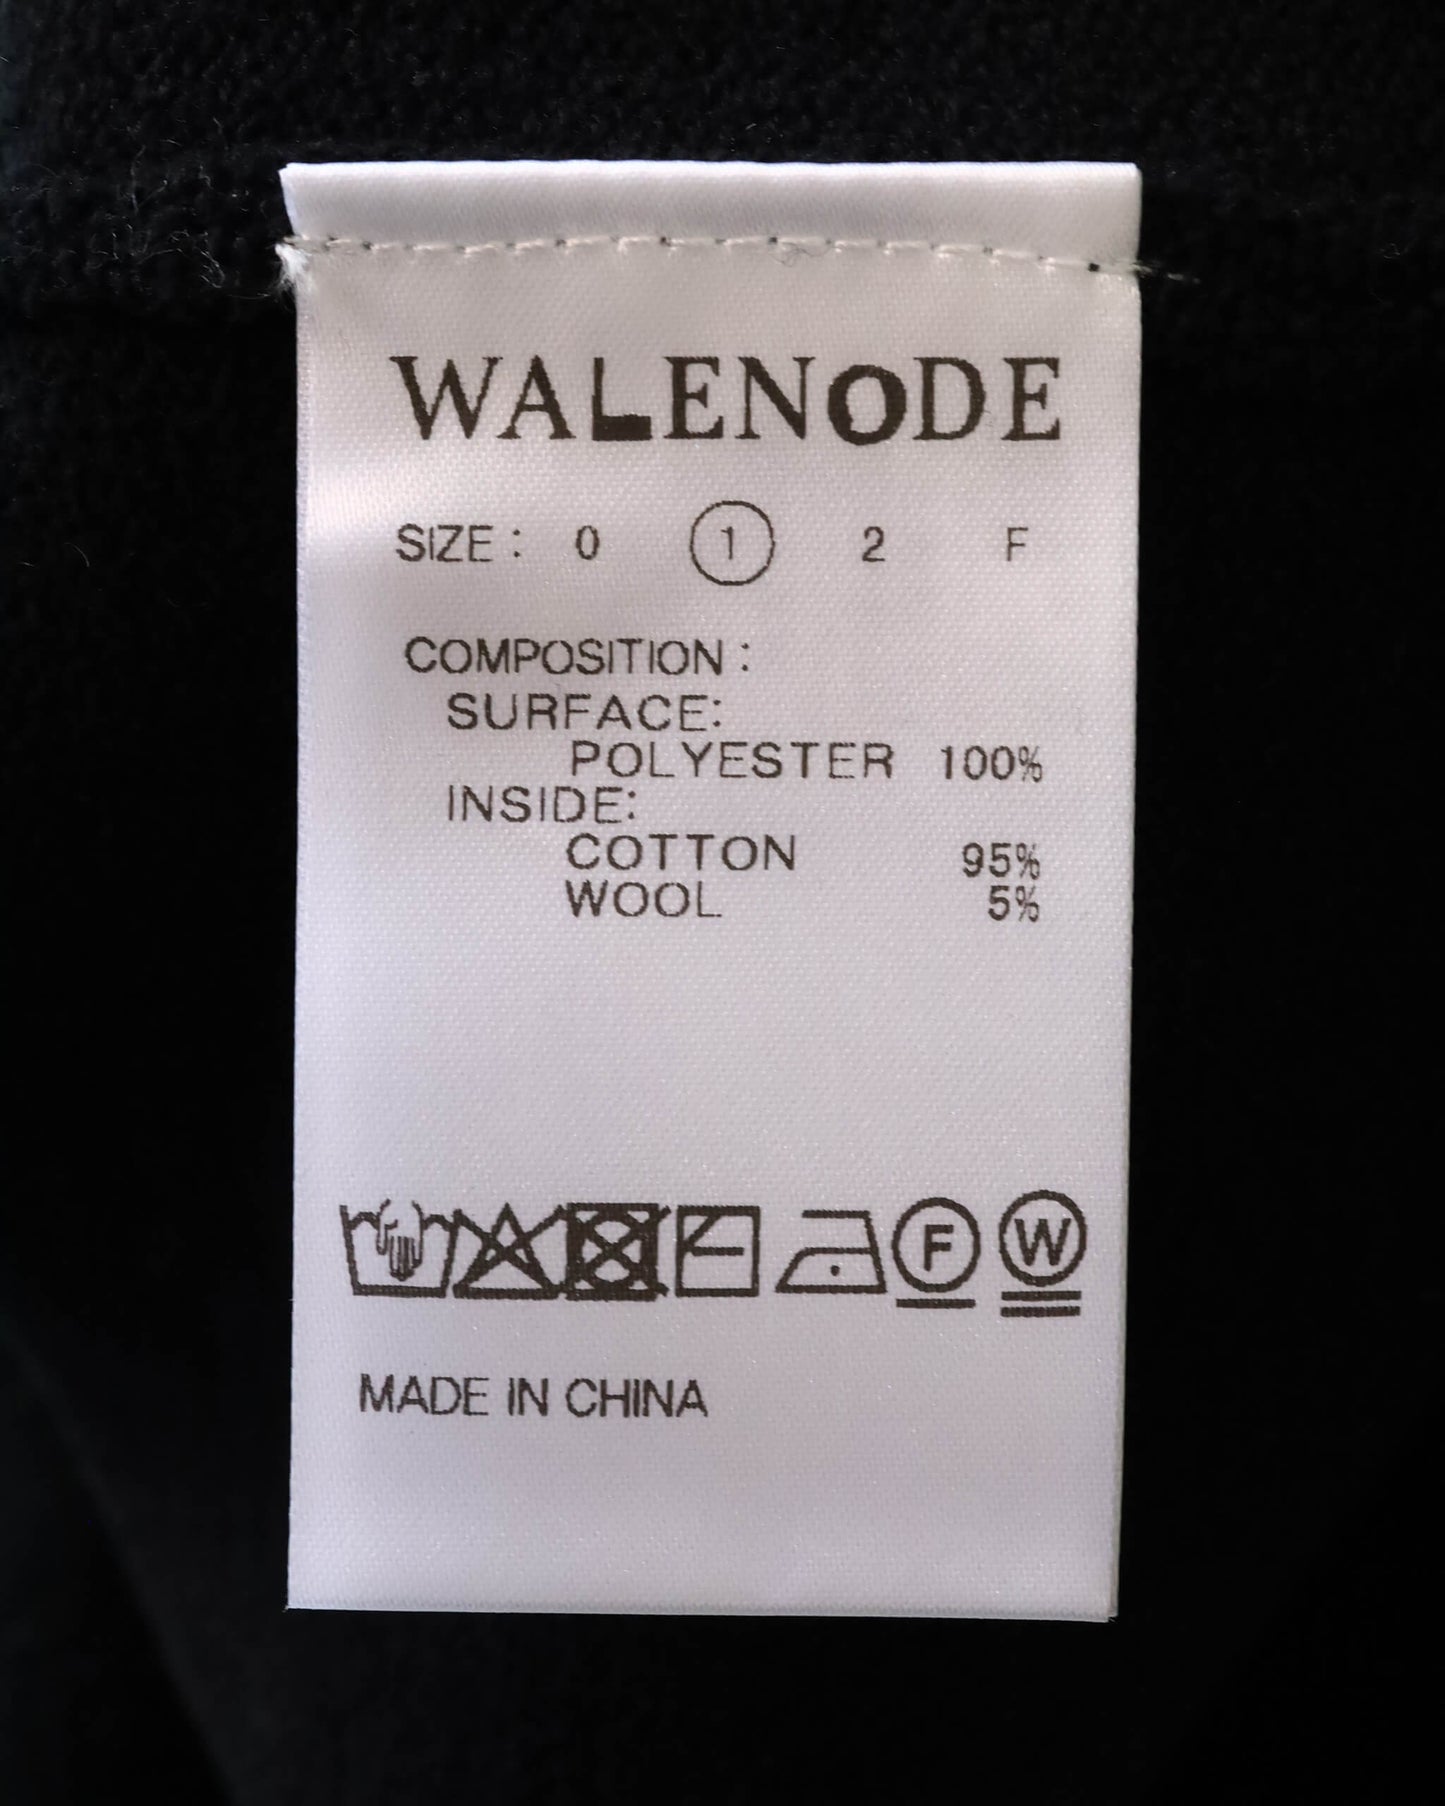 WALENODE
SIZE : 0 1 2 F
COMPOSITION :
SURFACE:
POLYESTER 100%
INSIDE:
COTTON 95%
WOOL 5%
F W
MADE IN CHINA